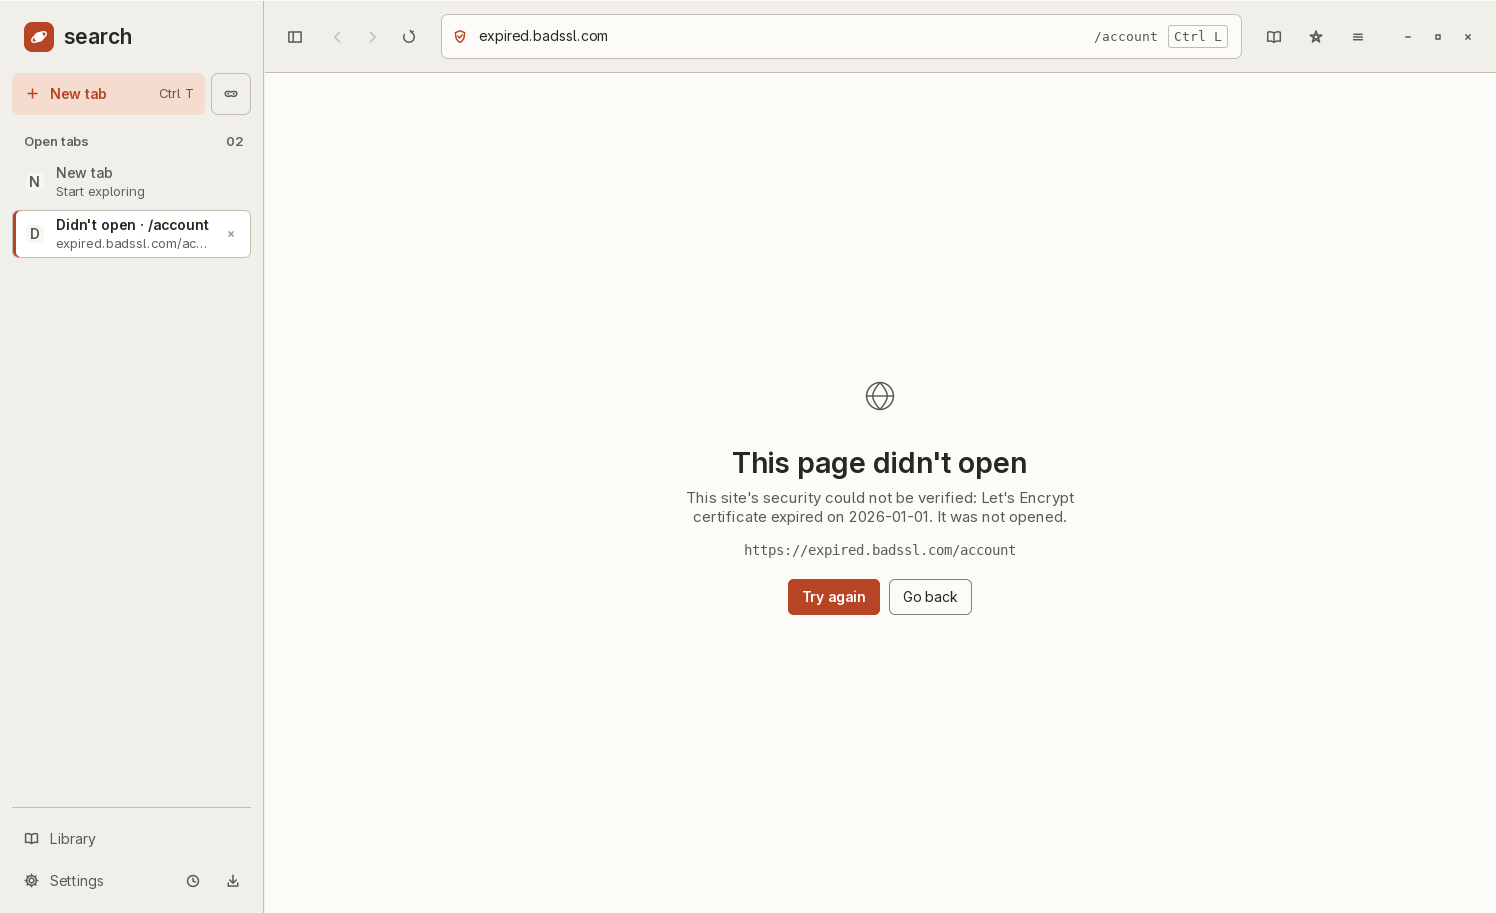 search
New tab
Ctrl T
Open tabs
02
N
New tab
Start exploring
D
Didn't open · /account
expired.badssl.com/ac…
Library
Settings
expired.badssl.com
/account
Ctrl L
This page didn't open
This site's security could not be verified: Let's Encrypt
certificate expired on 2026-01-01. It was not opened.
https://expired.badssl.com/account
Try again
Go back